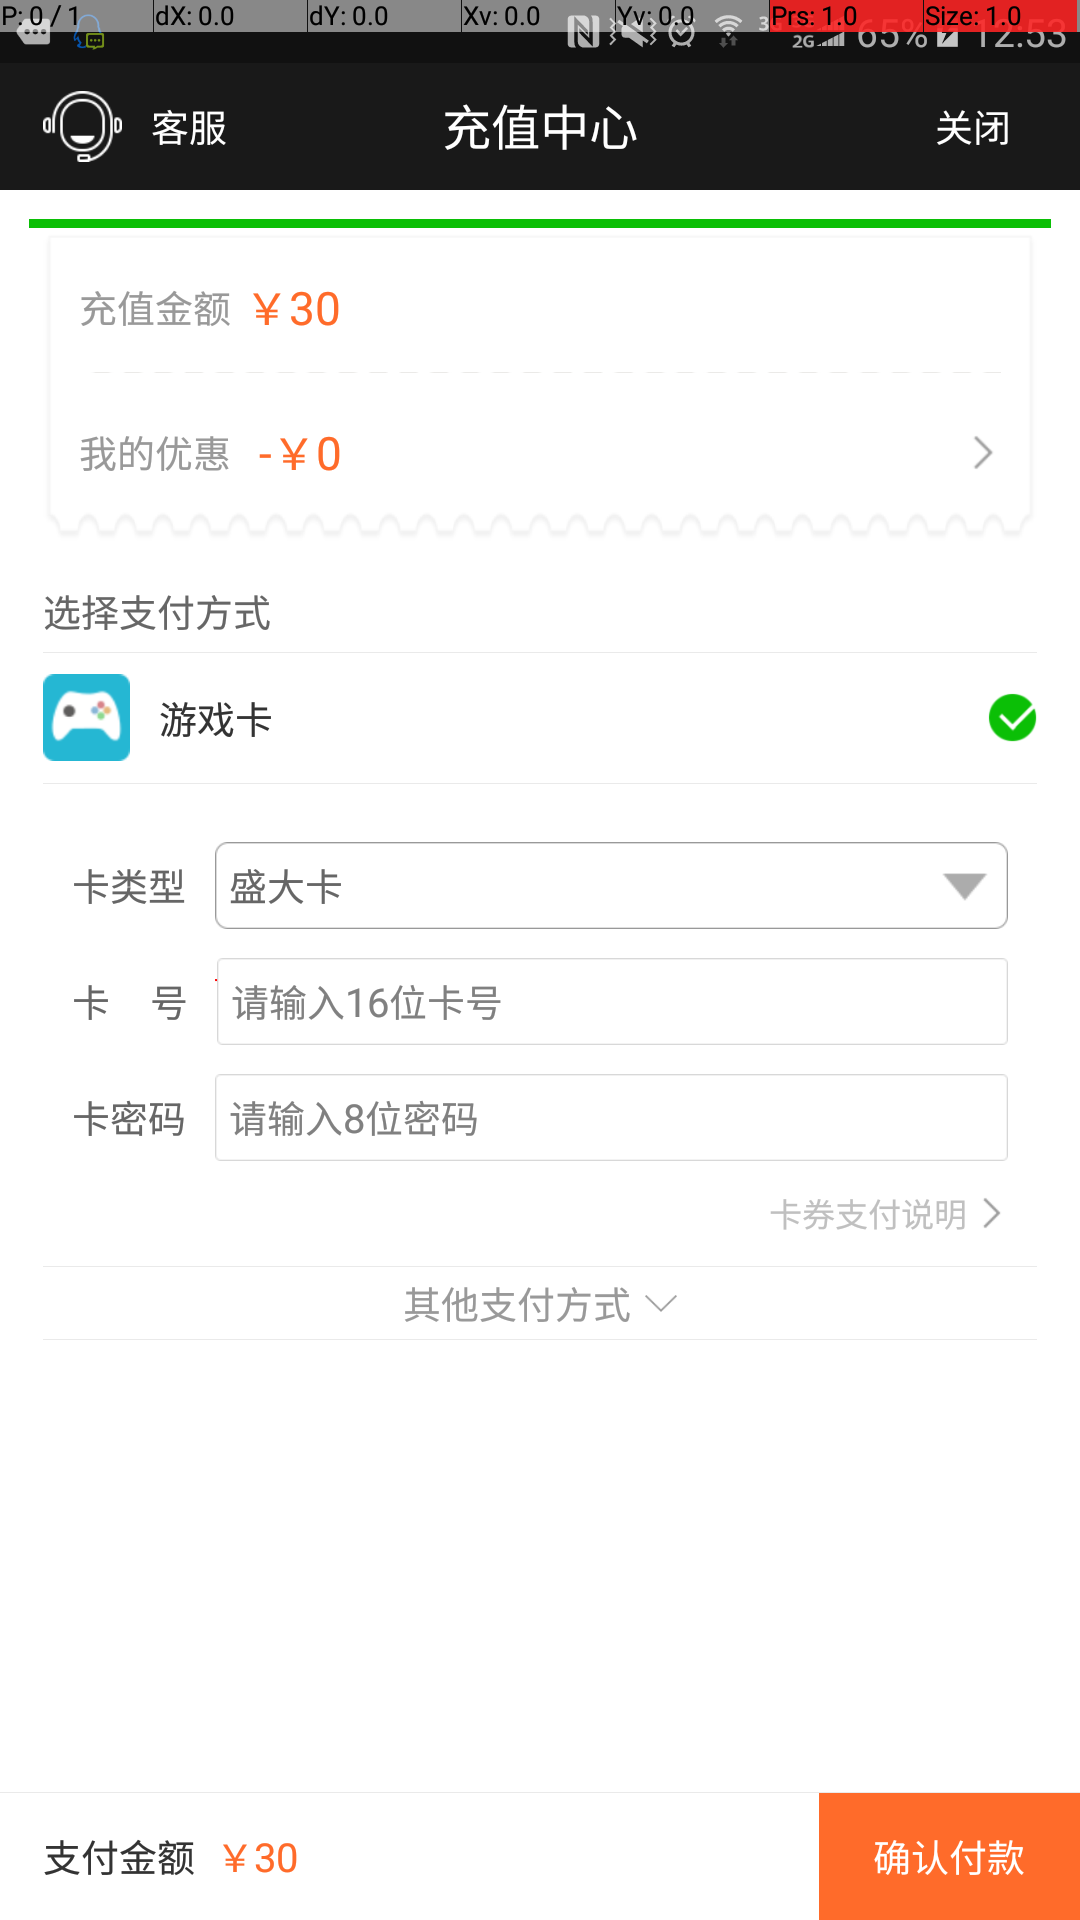 P: 0 / 1 dX: 0.0 dY: 0.0 Xv: 0.0 Yv: 0.0 Prs: 1.0 Size: 1.0
2G 65% 12:53
客服 充值中心 关闭
充值金额 ￥30
我的优惠 -￥0
选择支付方式
游戏卡
卡类型 盛大卡
卡 号 请输入16位卡号
卡密码 请输入8位密码
卡券支付说明
其他支付方式
支付金额 ￥30 确认付款